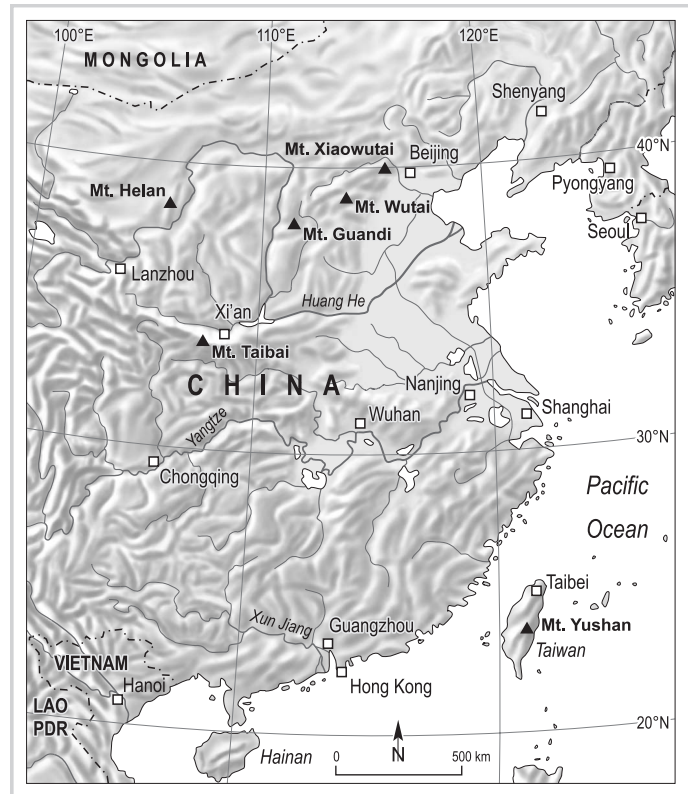 100°E
110°E
120°E
MONGOLIA
Shenyang
Mt. Xiaowutai
Beijing
40°N
Mt. Helan
Mt. Wutai
Pyongyang
Mt. Guandi
Seoul
Lanzhou
Huang He
Xi'an
Mt. Taibai
CHINA
Nanjing
Shanghai
Yangtze
Wuhan
30°N
Chongqing
Pacific
Ocean
Taibei
Xun Jiang
Guangzhou
Mt. Yushan
Taiwan
VIETNAM
Hanoi
Hong Kong
LAO
PDR
20°N
N
Hainan
0
500 km